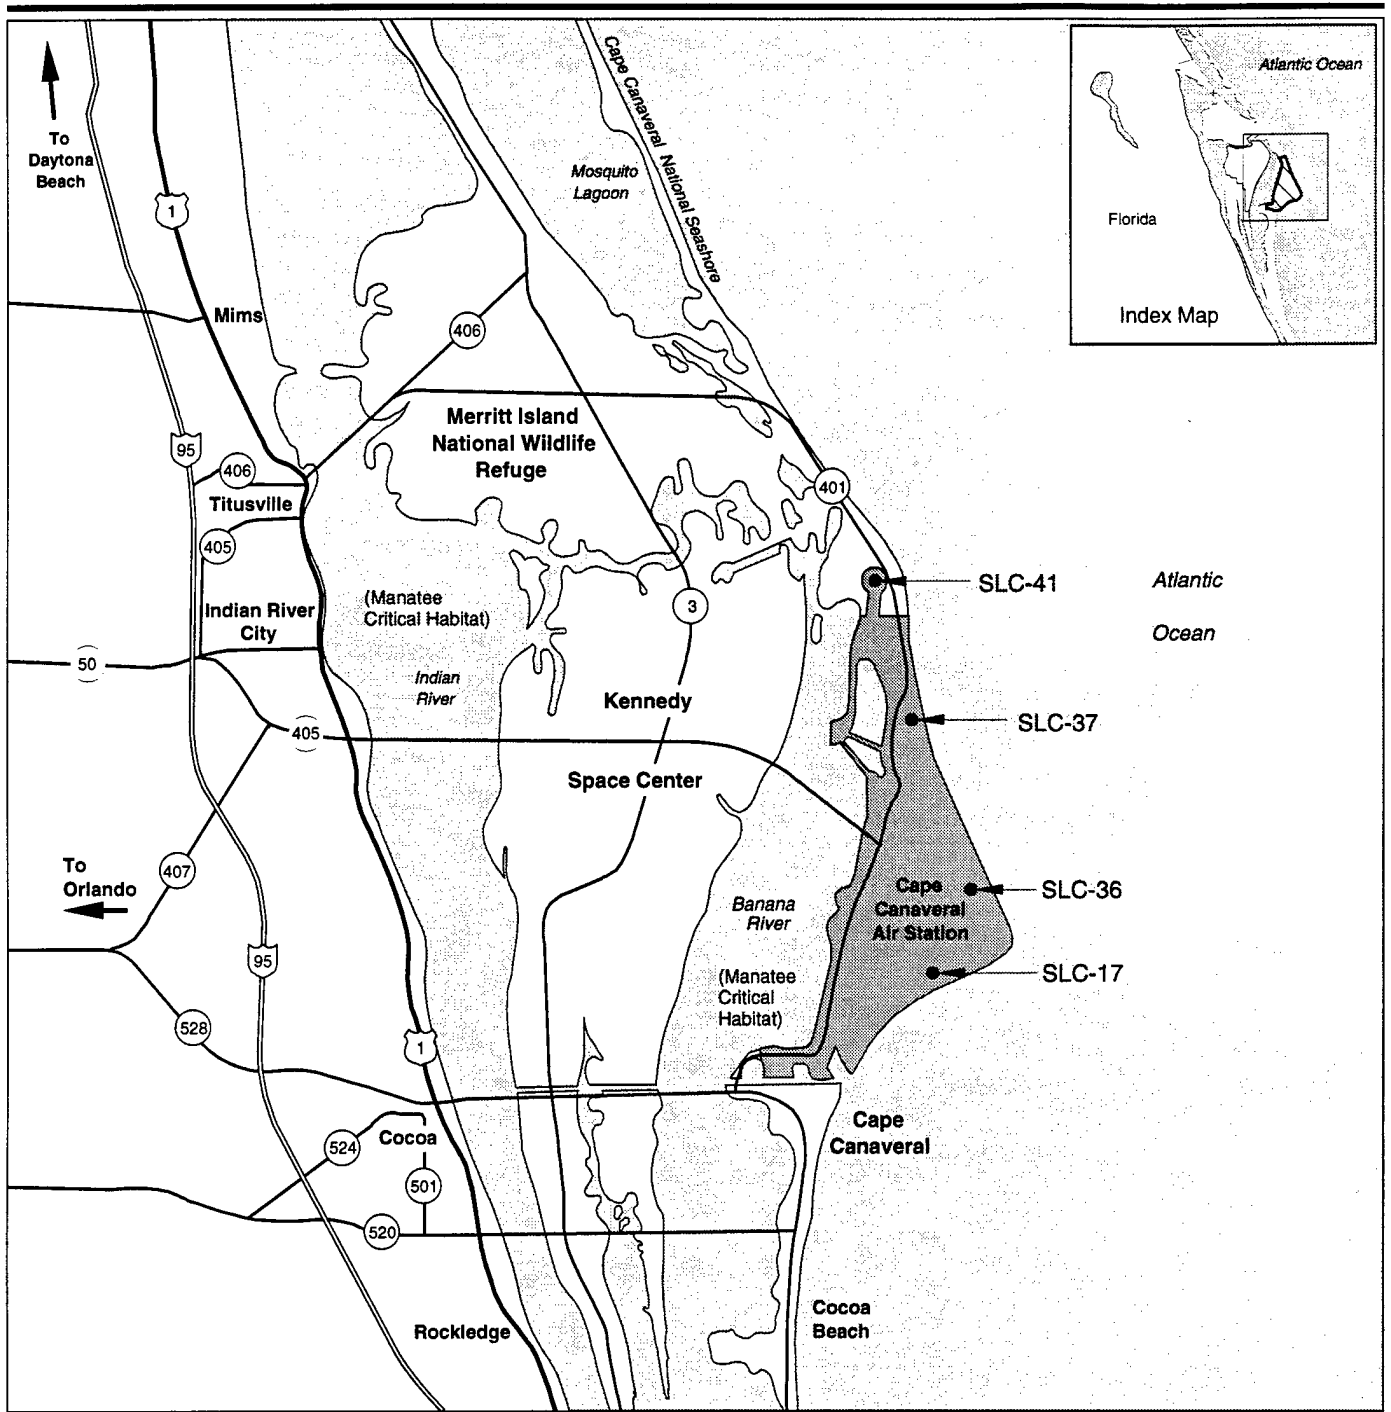 To
Daytona
Beach
1
Mims
Cape Canaveral National Seashore
Mosquito
Lagoon
Atlantic Ocean
Florida
Index Map
406
Merritt Island
National Wildlife
Refuge
95
406
Titusville
405
401
Indian River
City
(Manatee
Critical Habitat)
3
SLC-41
Atlantic
Ocean
50
Indian
River
Kennedy
405
SLC-37
Space Center
To
Orlando
407
Cape
Canaveral
Air Station
SLC-36
Banana
River
95
SLC-17
(Manatee
Critical
Habitat)
528
1
524
Cocoa
501
520
Cape
Canaveral
Rockledge
Cocoa
Beach